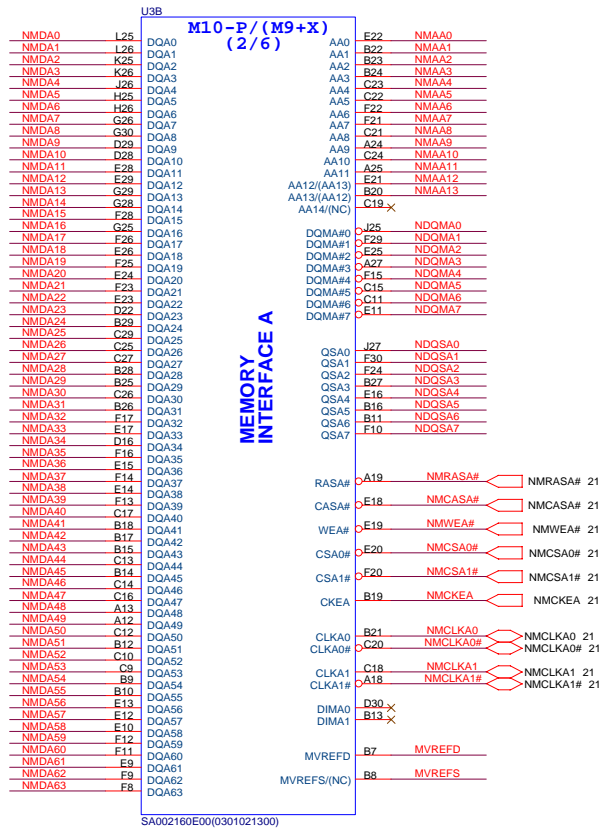 U3B
M10-P/(M9+X)
(2/6)
NMDA0 L25 DQA0
NMDA1 L26 DQA1
NMDA2 K25 DQA2
NMDA3 K26 DQA3
NMDA4 J26 DQA4
NMDA5 H25 DQA5
NMDA6 H26 DQA6
NMDA7 G26 DQA7
NMDA8 G30 DQA8
NMDA9 D29 DQA9
NMDA10 D28 DQA10
NMDA11 E28 DQA11
NMDA12 E29 DQA12
NMDA13 G29 DQA13
NMDA14 G28 DQA14
NMDA15 F28 DQA15
NMDA16 G25 DQA16
NMDA17 F26 DQA17
NMDA18 E26 DQA18
NMDA19 F25 DQA19
NMDA20 E24 DQA20
NMDA21 F23 DQA21
NMDA22 E23 DQA22
NMDA23 D22 DQA23
NMDA24 B29 DQA24
NMDA25 C29 DQA25
NMDA26 C25 DQA26
NMDA27 C27 DQA27
NMDA28 B28 DQA28
NMDA29 B25 DQA29
NMDA30 C26 DQA30
NMDA31 B26 DQA31
NMDA32 F17 DQA32
NMDA33 E17 DQA33
NMDA34 D16 DQA34
NMDA35 F16 DQA35
NMDA36 E15 DQA36
NMDA37 F14 DQA37
NMDA38 E14 DQA38
NMDA39 F13 DQA39
NMDA40 C17 DQA40
NMDA41 B18 DQA41
NMDA42 B17 DQA42
NMDA43 B15 DQA43
NMDA44 C13 DQA44
NMDA45 B14 DQA45
NMDA46 C14 DQA46
NMDA47 C16 DQA47
NMDA48 A13 DQA48
NMDA49 A12 DQA49
NMDA50 C12 DQA50
NMDA51 B12 DQA51
NMDA52 C10 DQA52
NMDA53 C9 DQA53
NMDA54 B9 DQA54
NMDA55 B10 DQA55
NMDA56 E13 DQA56
NMDA57 E12 DQA57
NMDA58 E10 DQA58
NMDA59 F12 DQA59
NMDA60 F11 DQA60
NMDA61 E9 DQA61
NMDA62 F9 DQA62
NMDA63 F8 DQA63
MEMORY
INTERFACE A
AA0 E22 NMAA0
AA1 B22 NMAA1
AA2 B23 NMAA2
AA3 B24 NMAA3
AA4 C23 NMAA4
AA5 C22 NMAA5
AA6 F22 NMAA6
AA7 F21 NMAA7
AA8 C21 NMAA8
AA9 A24 NMAA9
AA10 C24 NMAA10
AA11 A25 NMAA11
AA12/(AA13) E21 NMAA12
AA13/(AA12) B20 NMAA13
AA14/(NC) C19
DQMA#0 J25 NDQMA0
DQMA#1 F29 NDQMA1
DQMA#2 E25 NDQMA2
DQMA#3 A27 NDQMA3
DQMA#4 F15 NDQMA4
DQMA#5 C15 NDQMA5
DQMA#6 C11 NDQMA6
DQMA#7 E11 NDQMA7
QSA0 J27 NDQSA0
QSA1 F30 NDQSA1
QSA2 F24 NDQSA2
QSA3 B27 NDQSA3
QSA4 E16 NDQSA4
QSA5 B16 NDQSA5
QSA6 B11 NDQSA6
QSA7 F10 NDQSA7
RASA# A19 NMRASA# NMRASA# 21
CASA# E18 NMCASA# NMCASA# 21
WEA# E19 NMWEA# NMWEA# 21
CSA0# E20 NMCSA0# NMCSA0# 21
CSA1# F20 NMCSA1# NMCSA1# 21
CKEA B19 NMCKEA NMCKEA 21
CLKA0 B21 NMCLKA0 NMCLKA0 21
CLKA0# C20 NMCLKA0# NMCLKA0# 21
CLKA1 C18 NMCLKA1 NMCLKA1 21
CLKA1# A18 NMCLKA1# NMCLKA1# 21
DIMA0 D30
DIMA1 B13
MVREFD B7 MVREFD
MVREFS/(NC) B8 MVREFS
SA002160E00(0301021300)